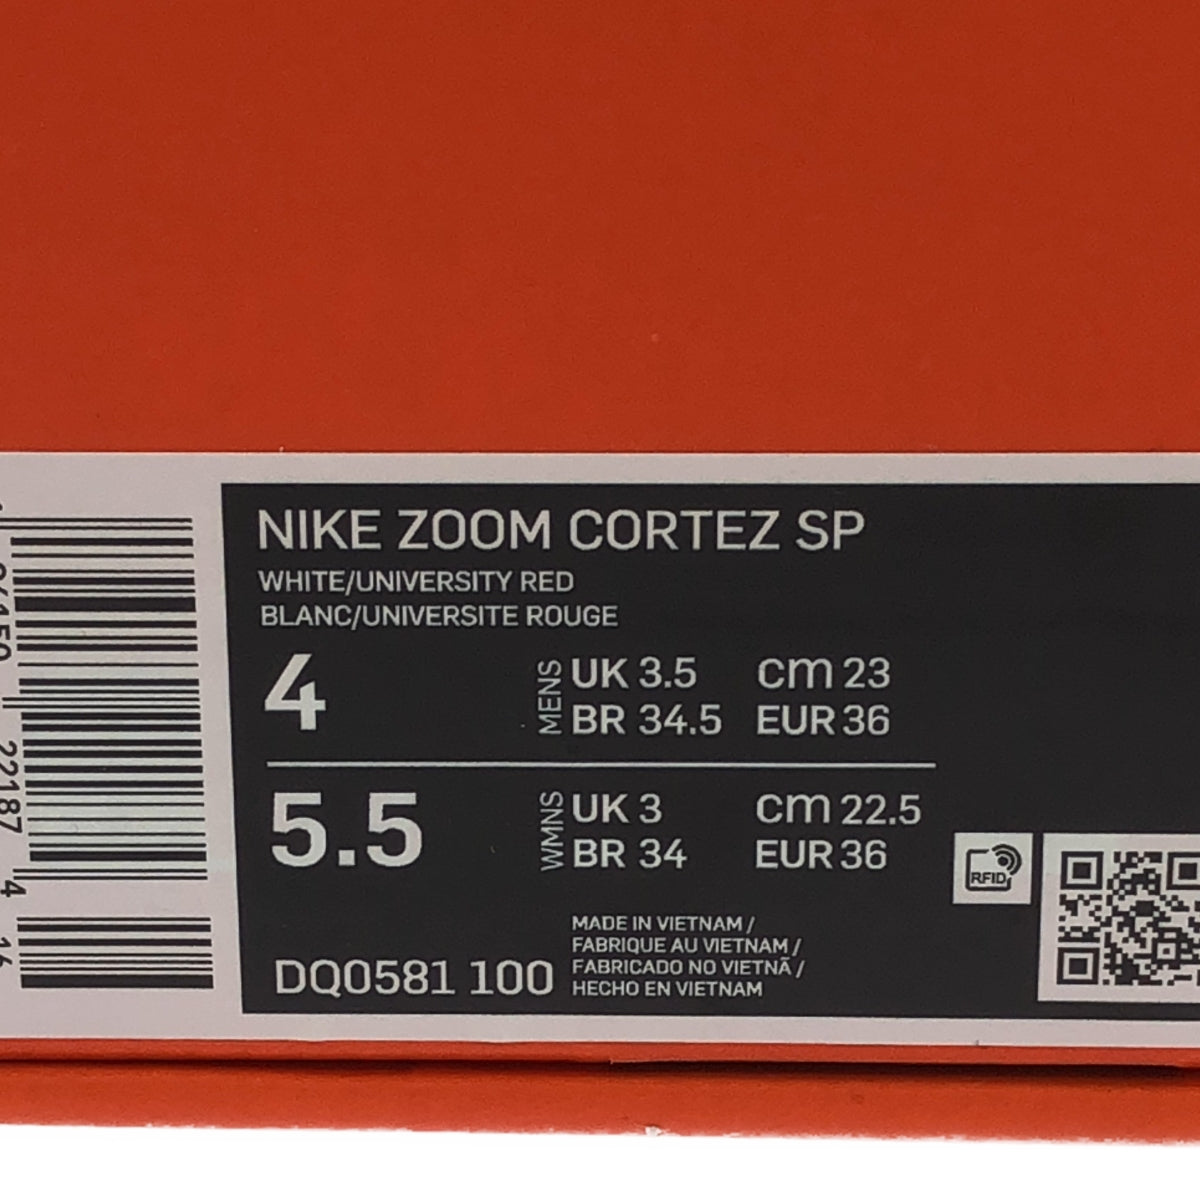 NIKE ZOOM CORTEZ SP
WHITE/UNIVERSITY RED
BLANC/UNIVERSITE ROUGE
4
MENS
UK 3.5 cm 23
BR 34.5 EUR 36
5.5
WMNS
UK 3 cm 22.5
BR 34 EUR 36
RFID
DQ0581 100
MADE IN VIETNAM /
FABRIQUE AU VIETNAM /
FABRICADO NO VIETNÃ /
HECHO EN VIETNAM
22187 4